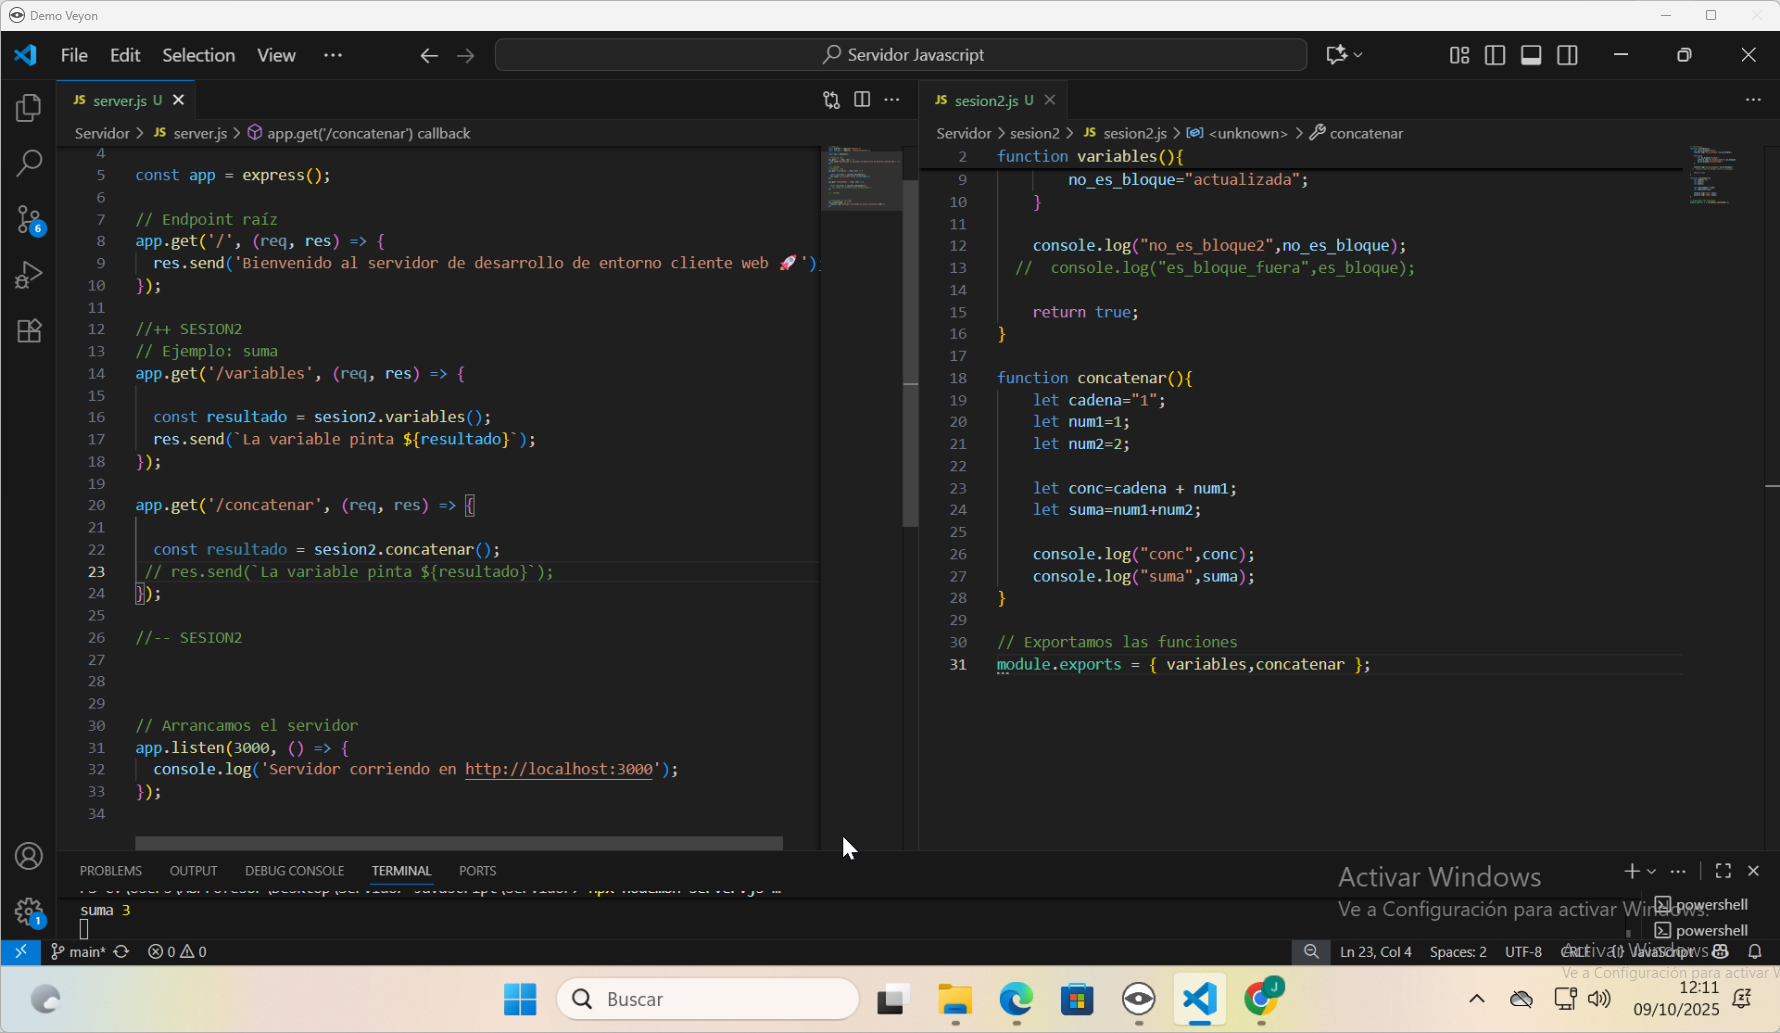 Demo Veyon
File Edit Selection View ··· Servidor Javascript
JS server.js U
Servidor > JS server.js > app.get('/concatenar') callback
4
5 const app = express();
6
7 // Endpoint raíz
8 app.get('/', (req, res) => {
9 res.send('Bienvenido al servidor de desarrollo de entorno cliente web 🚀');
10 });
11
12 //++ SESION2
13 // Ejemplo: suma
14 app.get('/variables', (req, res) => {
15
16 const resultado = sesion2.variables();
17 res.send(`La variable pinta ${resultado}`);
18 });
19
20 app.get('/concatenar', (req, res) => {
21
22 const resultado = sesion2.concatenar();
23 // res.send(`La variable pinta ${resultado}`);
24 });
25
26 //-- SESION2
27
28
29
30 // Arrancamos el servidor
31 app.listen(3000, () => {
32 console.log('Servidor corriendo en http://localhost:3000');
33 });
34
JS sesion2.js U
Servidor > sesion2 > JS sesion2.js > <unknown> > concatenar
2 function variables(){
9 no_es_bloque="actualizada";
10 }
11
12 console.log("no_es_bloque2",no_es_bloque);
13 // console.log("es_bloque_fuera",es_bloque);
14
15 return true;
16 }
17
18 function concatenar(){
19 let cadena="1";
20 let num1=1;
21 let num2=2;
22
23 let conc=cadena + num1;
24 let suma=num1+num2;
25
26 console.log("conc",conc);
27 console.log("suma",suma);
28 }
29
30 // Exportamos las funciones
31 module.exports = { variables,concatenar };
6
1
PROBLEMS OUTPUT DEBUG CONSOLE TERMINAL PORTS
suma 3
powershell
powershell
Activar Windows
Ve a Configuración para activar Windows.
main* 0 0 Ln 23, Col 4 Spaces: 2 UTF-8 CRLF {} JavaScript
Activar Windows
Ve a Configuración para activar
Buscar
J
12:11
09/10/2025